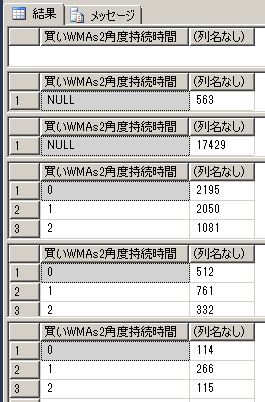 結果 メッセージ
買いWMAs2角度持続時間 (列名なし)
買いWMAs2角度持続時間 (列名なし)
1 NULL 563
買いWMAs2角度持続時間 (列名なし)
1 NULL 17429
買いWMAs2角度持続時間 (列名なし)
1 0 2195
2 1 2050
3 2 1081
買いWMAs2角度持続時間 (列名なし)
1 0 512
2 1 761
3 2 332
買いWMAs2角度持続時間 (列名なし)
1 0 114
2 1 266
3 2 115